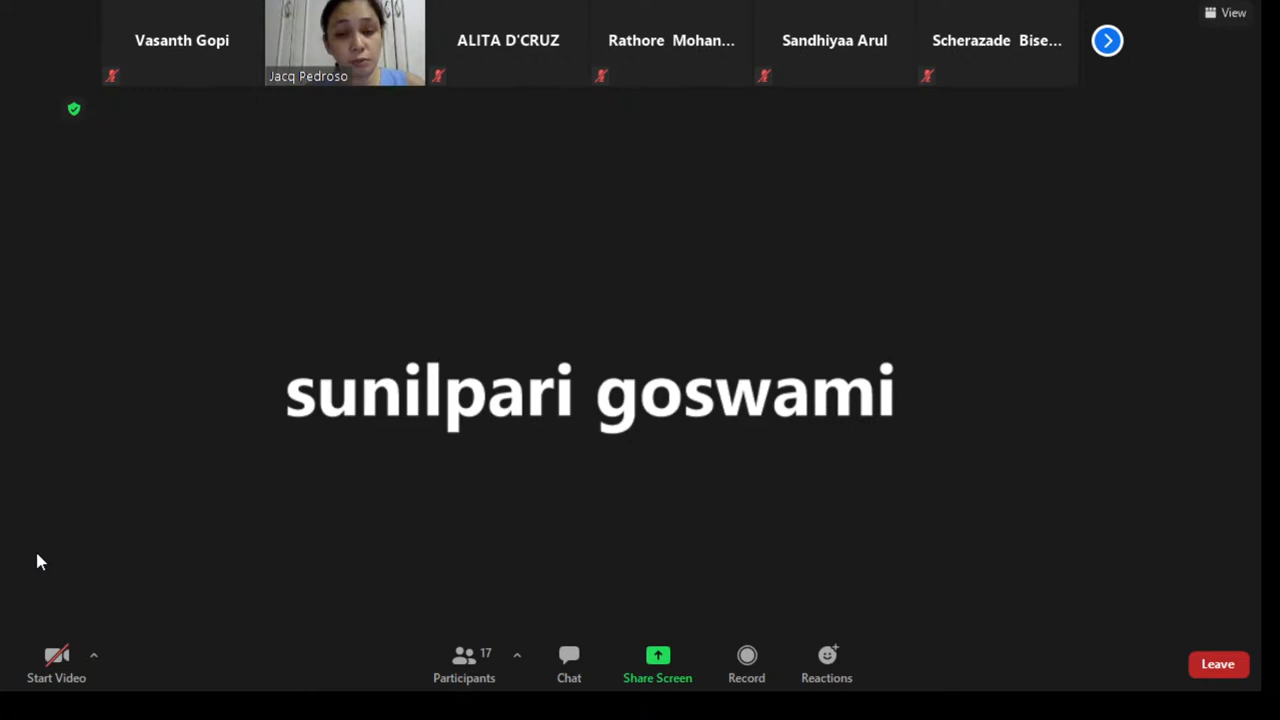 View
Vasanth Gopi
Jacq Pedroso
ALITA D'CRUZ
Rathore Mohan...
Sandhiyaa Arul
Scherazade Bise...
sunilpari goswami
Start Video
17
Participants
Chat
Share Screen
Record
Reactions
Leave